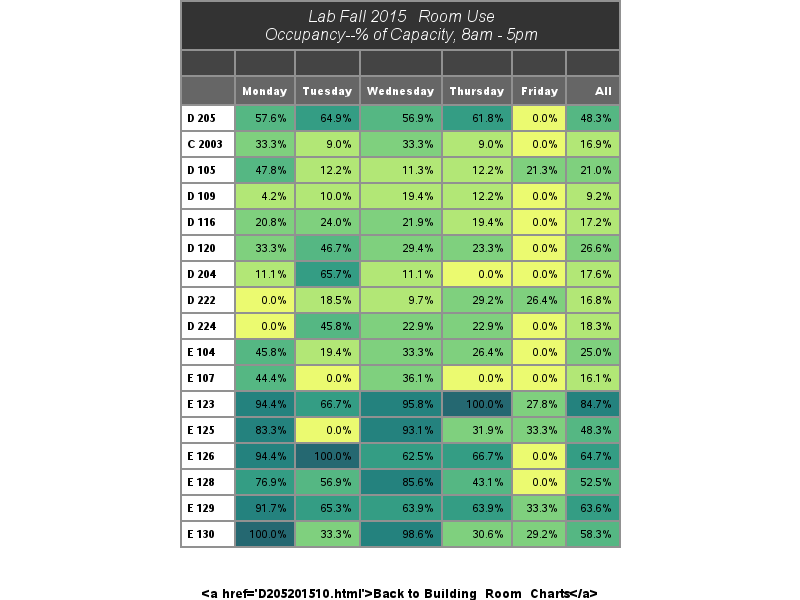 Lab Fall 2015 Room Use
Occupancy--% of Capacity, 8am - 5pm
Monday Tuesday Wednesday Thursday Friday All
D 205 57.6% 64.9% 56.9% 61.8% 0.0% 48.3%
C 2003 33.3% 9.0% 33.3% 9.0% 0.0% 16.9%
D 105 47.8% 12.2% 11.3% 12.2% 21.3% 21.0%
D 109 4.2% 10.0% 19.4% 12.2% 0.0% 9.2%
D 116 20.8% 24.0% 21.9% 19.4% 0.0% 17.2%
D 120 33.3% 46.7% 29.4% 23.3% 0.0% 26.6%
D 204 11.1% 65.7% 11.1% 0.0% 0.0% 17.6%
D 222 0.0% 18.5% 9.7% 29.2% 26.4% 16.8%
D 224 0.0% 45.8% 22.9% 22.9% 0.0% 18.3%
E 104 45.8% 19.4% 33.3% 26.4% 0.0% 25.0%
E 107 44.4% 0.0% 36.1% 0.0% 0.0% 16.1%
E 123 94.4% 66.7% 95.8% 100.0% 27.8% 84.7%
E 125 83.3% 0.0% 93.1% 31.9% 33.3% 48.3%
E 126 94.4% 100.0% 62.5% 66.7% 0.0% 64.7%
E 128 76.9% 56.9% 85.6% 43.1% 0.0% 52.5%
E 129 91.7% 65.3% 63.9% 63.9% 33.3% 63.6%
E 130 100.0% 33.3% 98.6% 30.6% 29.2% 58.3%
<a href='D205201510.html'>Back to Building Room Charts</a>